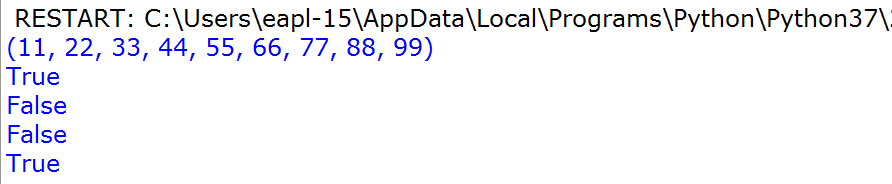 RESTART: C:\Users\eapl-15\AppData\Local\Programs\Python\Python37\
(11, 22, 33, 44, 55, 66, 77, 88, 99)
True
False
False
True